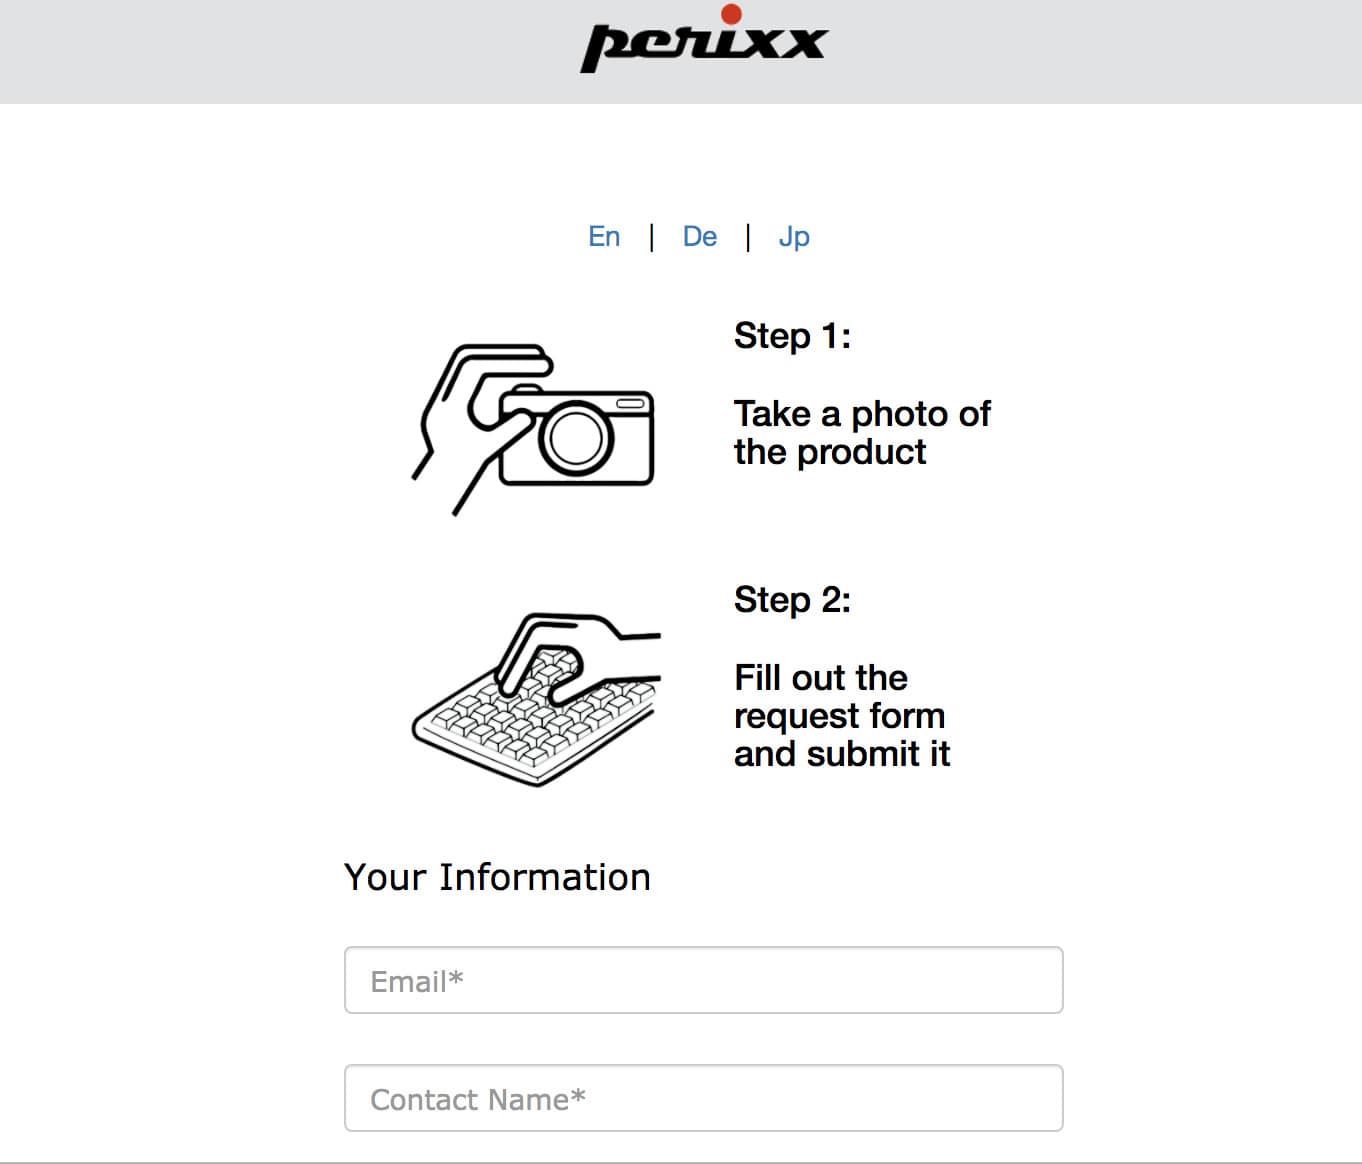 perixx
En | De | Jp
Step 1:
Take a photo of
the product
Step 2:
Fill out the
request form
and submit it
Your Information
Email*
Contact Name*